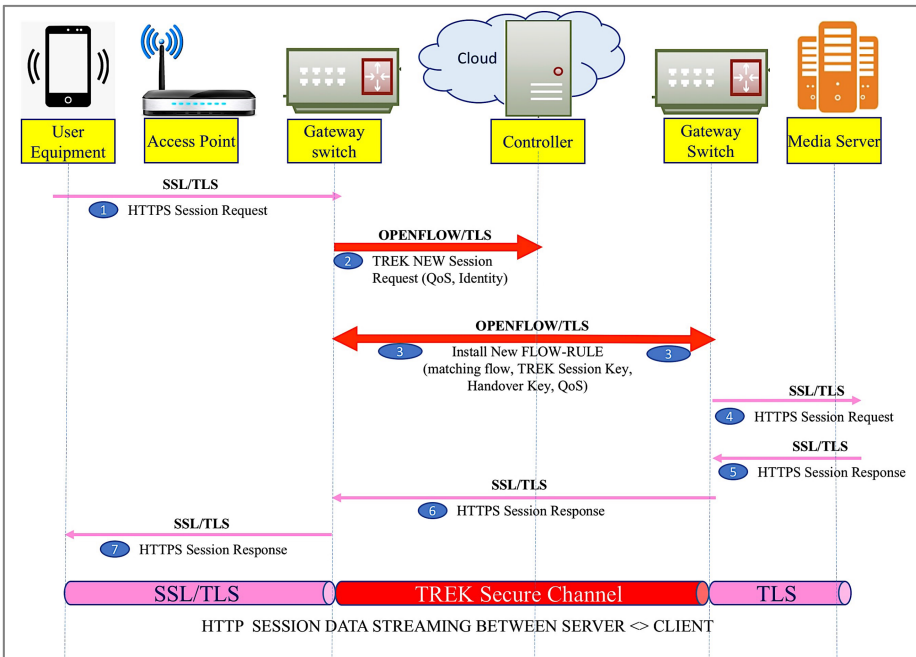 Cloud
User
Equipment
Access Point
Gateway
switch
Controller
Gateway
Switch
Media Server
SSL/TLS
1 HTTPS Session Request
OPENFLOW/TLS
2 TREK NEW Session
Request (QoS, Identity)
OPENFLOW/TLS
3 Install New FLOW-RULE 3
(matching flow, TREK Session Key,
Handover Key, QoS)
SSL/TLS
4 HTTPS Session Request
SSL/TLS
5 HTTPS Session Response
SSL/TLS
6 HTTPS Session Response
SSL/TLS
7 HTTPS Session Response
SSL/TLS
TREK Secure Channel
TLS
HTTP SESSION DATA STREAMING BETWEEN SERVER <> CLIENT